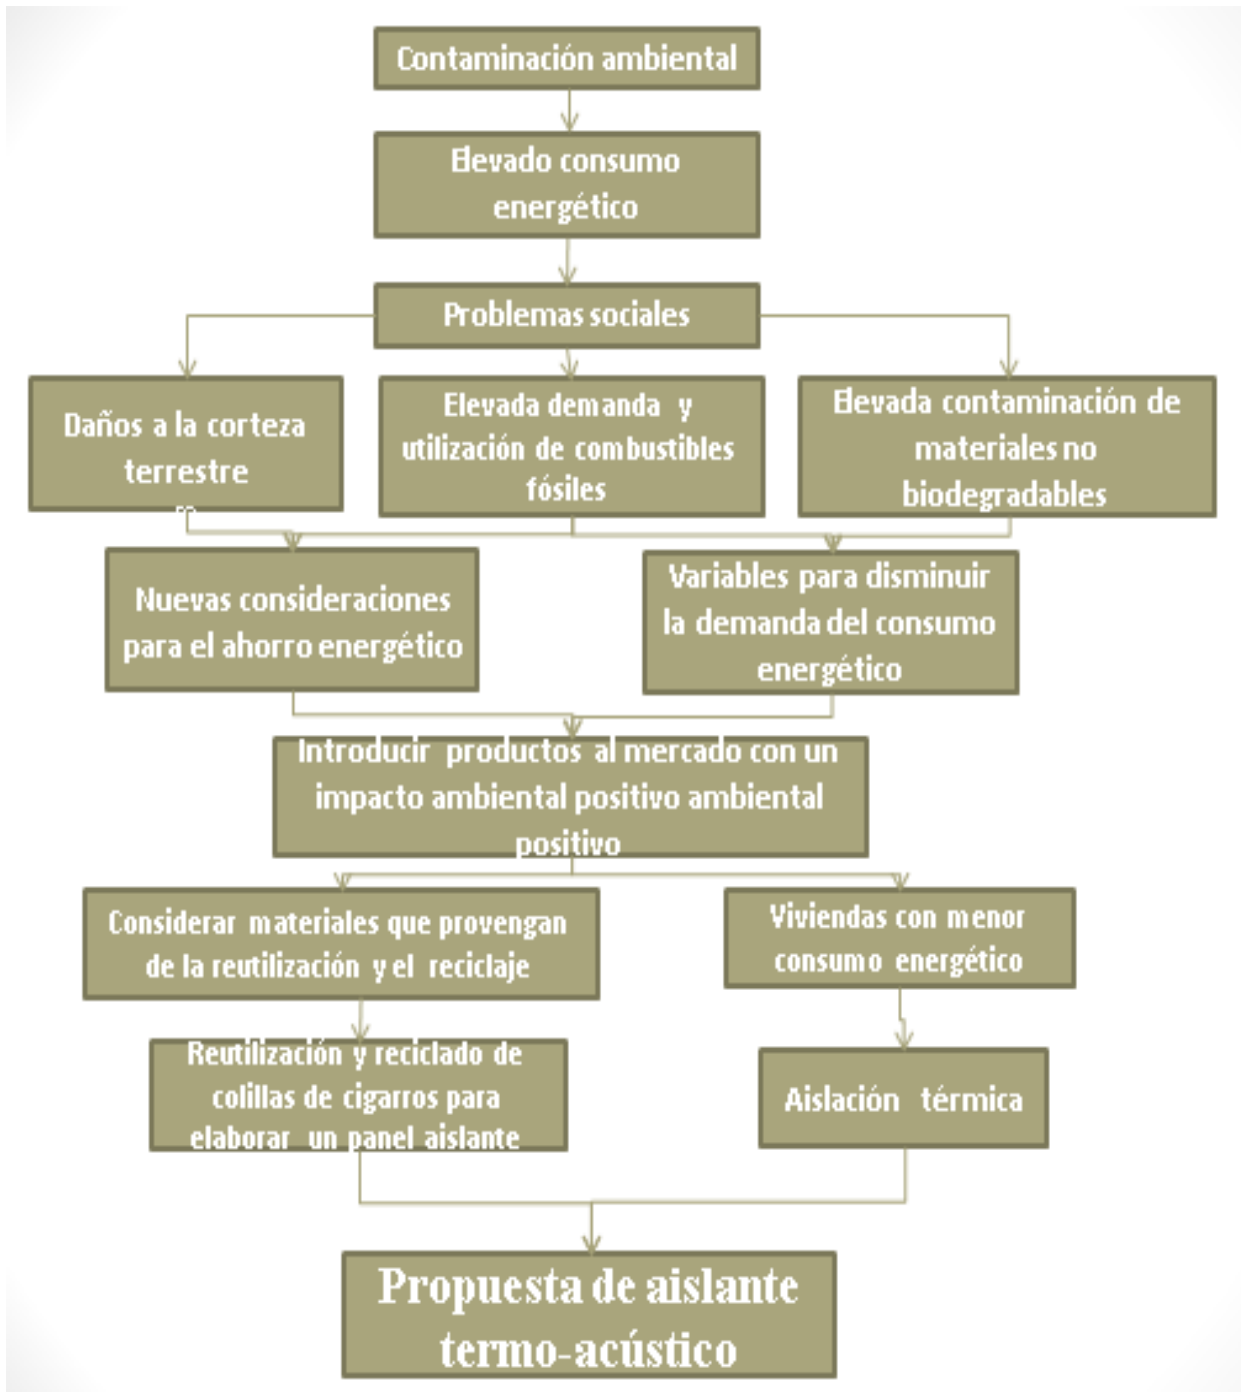 Contaminación ambiental
Elevado consumo
energético
Problemas sociales
Daños a la corteza
terrestre
Elevada demanda y
utilización de combustibles
fósiles
Elevada contaminación de
materiales no
biodegradables
Nuevas consideraciones
para el ahorro energético
Variables para disminuir
la demanda del consumo
energético
Introducir productos al mercado con un
impacto ambiental positivo ambiental
positivo
Considerar materiales que provengan
de la reutilización y el reciclaje
Viviendas con menor
consumo energético
Reutilización y reciclado de
colillas de cigarros para
elaborar un panel aislante
Aislación térmica
Propuesta de aislante
termo-acústico